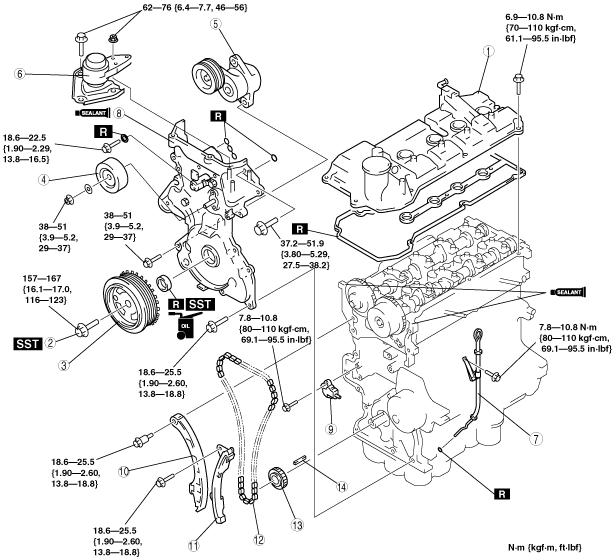 62—76 {6.4—7.7, 46—56}
6.9—10.8 N·m
{70—110 kgf·cm,
61.1—95.5 in·lbf}
5
1
6
SEALANT
8
R
R
18.6—22.5
{1.90—2.29,
13.8—16.5}
4
38—51
{3.9—5.2,
29—37}
38—51
{3.9—5.2,
29—37}
R
37.2—51.9
{3.80—5.29,
27.5—38.2}
157—167
{16.1—17.0,
116—123}
R SST
OIL
SEALANT
SST 2
3
7.8—10.8
{80—110 kgf·cm,
69.1—95.5 in·lbf}
7.8—10.8 N·m
{80—110 kgf·cm,
69.1—95.5 in·lbf}
18.6—25.5
{1.90—2.60,
13.8—18.8}
9
7
18.6—25.5
{1.90—2.60,
13.8—18.8}
10
14
R
13
12
11
18.6—25.5
{1.90—2.60,
13.8—18.8}
N·m {kgf·m, ft·lbf}